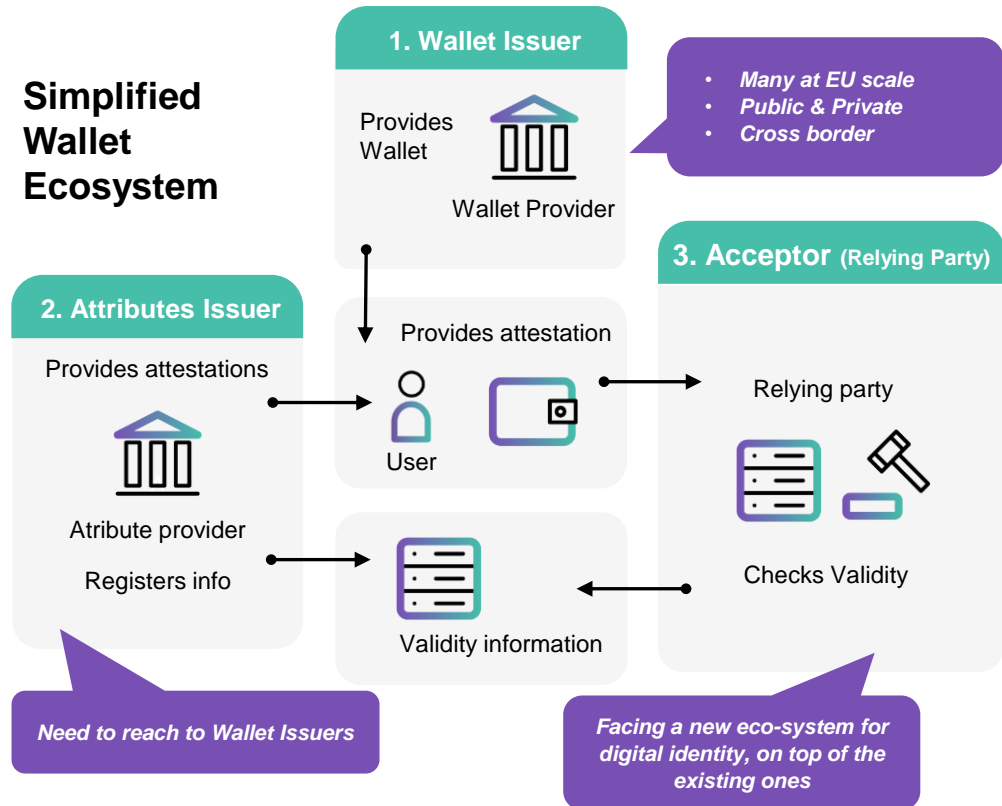 Simplified
Wallet
Ecosystem
1. Wallet Issuer
Provides
Wallet
Wallet Provider
• Many at EU scale
• Public & Private
• Cross border
2. Attributes Issuer
Provides attestations
Atribute provider
Registers info
Need to reach to Wallet Issuers
Provides attestation
User
Validity information
3. Acceptor (Relying Party)
Relying party
Checks Validity
Facing a new eco-system for
digital identity, on top of the
existing ones